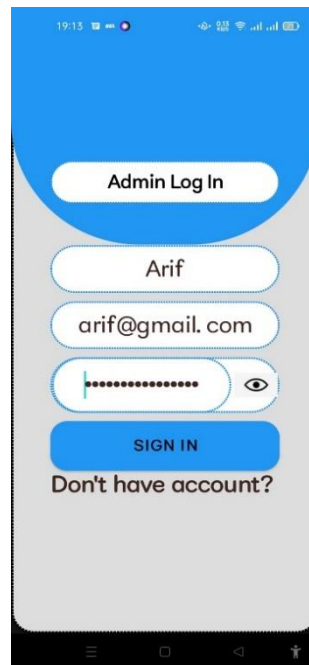 19:13
Admin Log In
Arif
arif@gmail. com
••••••••••••••••
SIGN IN
Don't have account?